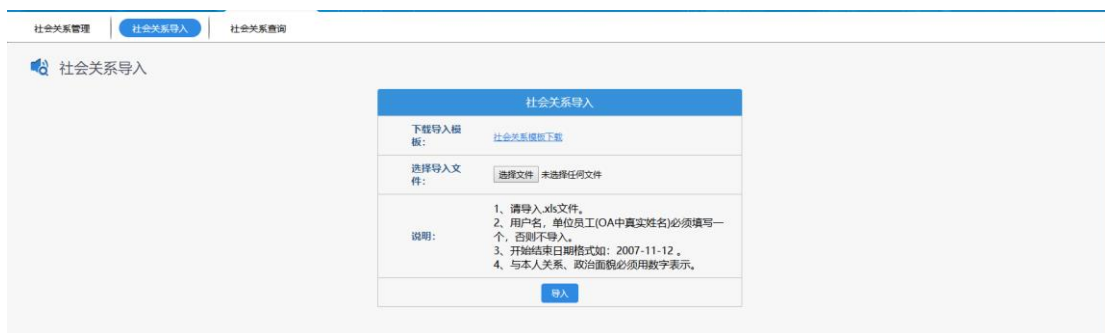 社会关系管理 社会关系导入 社会关系查询
社会关系导入
社会关系导入
下载导入模
板：
社会关系模板下载
选择导入文
件：
选择文件 未选择任何文件
说明：
1、请导入.xls文件。
2、用户名，单位员工(OA中真实姓名)必须填写一
个，否则不导入。
3、开始结束日期格式如：2007-11-12 。
4、与本人关系、政治面貌必须用数字表示。
导入